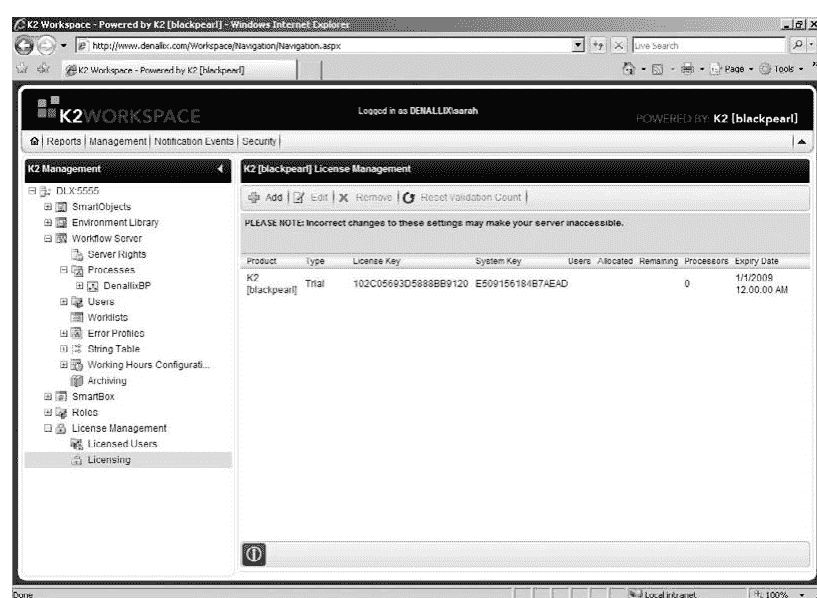 K2 Workspace - Powered by K2 [blackpearl] - Windows Internet Explorer
http://www.denallix.com/Workspace/Navigation/Navigation.aspx
Live Search
K2 Workspace - Powered by K2 [blackpearl]
Page
Tools
K2WORKSPACE
Logged in as DENALLIX\sarah
POWERED BY: K2 [blackpearl]
Reports | Management | Notification Events | Security |
K2 Management
K2 [blackpearl] License Management
DLX:5555
SmartObjects
Environment Library
Workflow Server
Server Rights
Processes
DenallixBP
Users
Worklists
Error Profiles
String Table
Working Hours Configurati...
Archiving
SmartBox
Roles
License Management
Licensed Users
Licensing
Add | Edit | Remove | Reset Validation Count |
PLEASE NOTE: Incorrect changes to these settings may make your server inaccessible.
Product Type License Key System Key Users Allocated Remaining Processors Expiry Date
K2 [blackpearl] Trial 102C05693D5888BB9120 E509156184B7AEAD 0 1/1/2009 12:00:00 AM
Done
Local intranet
100%